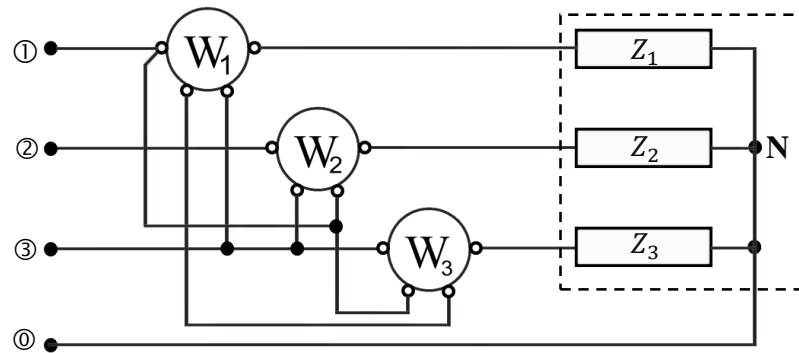 ① W₁ Z₁
② W₂ Z₂ N
③ W₃ Z₃
⓪